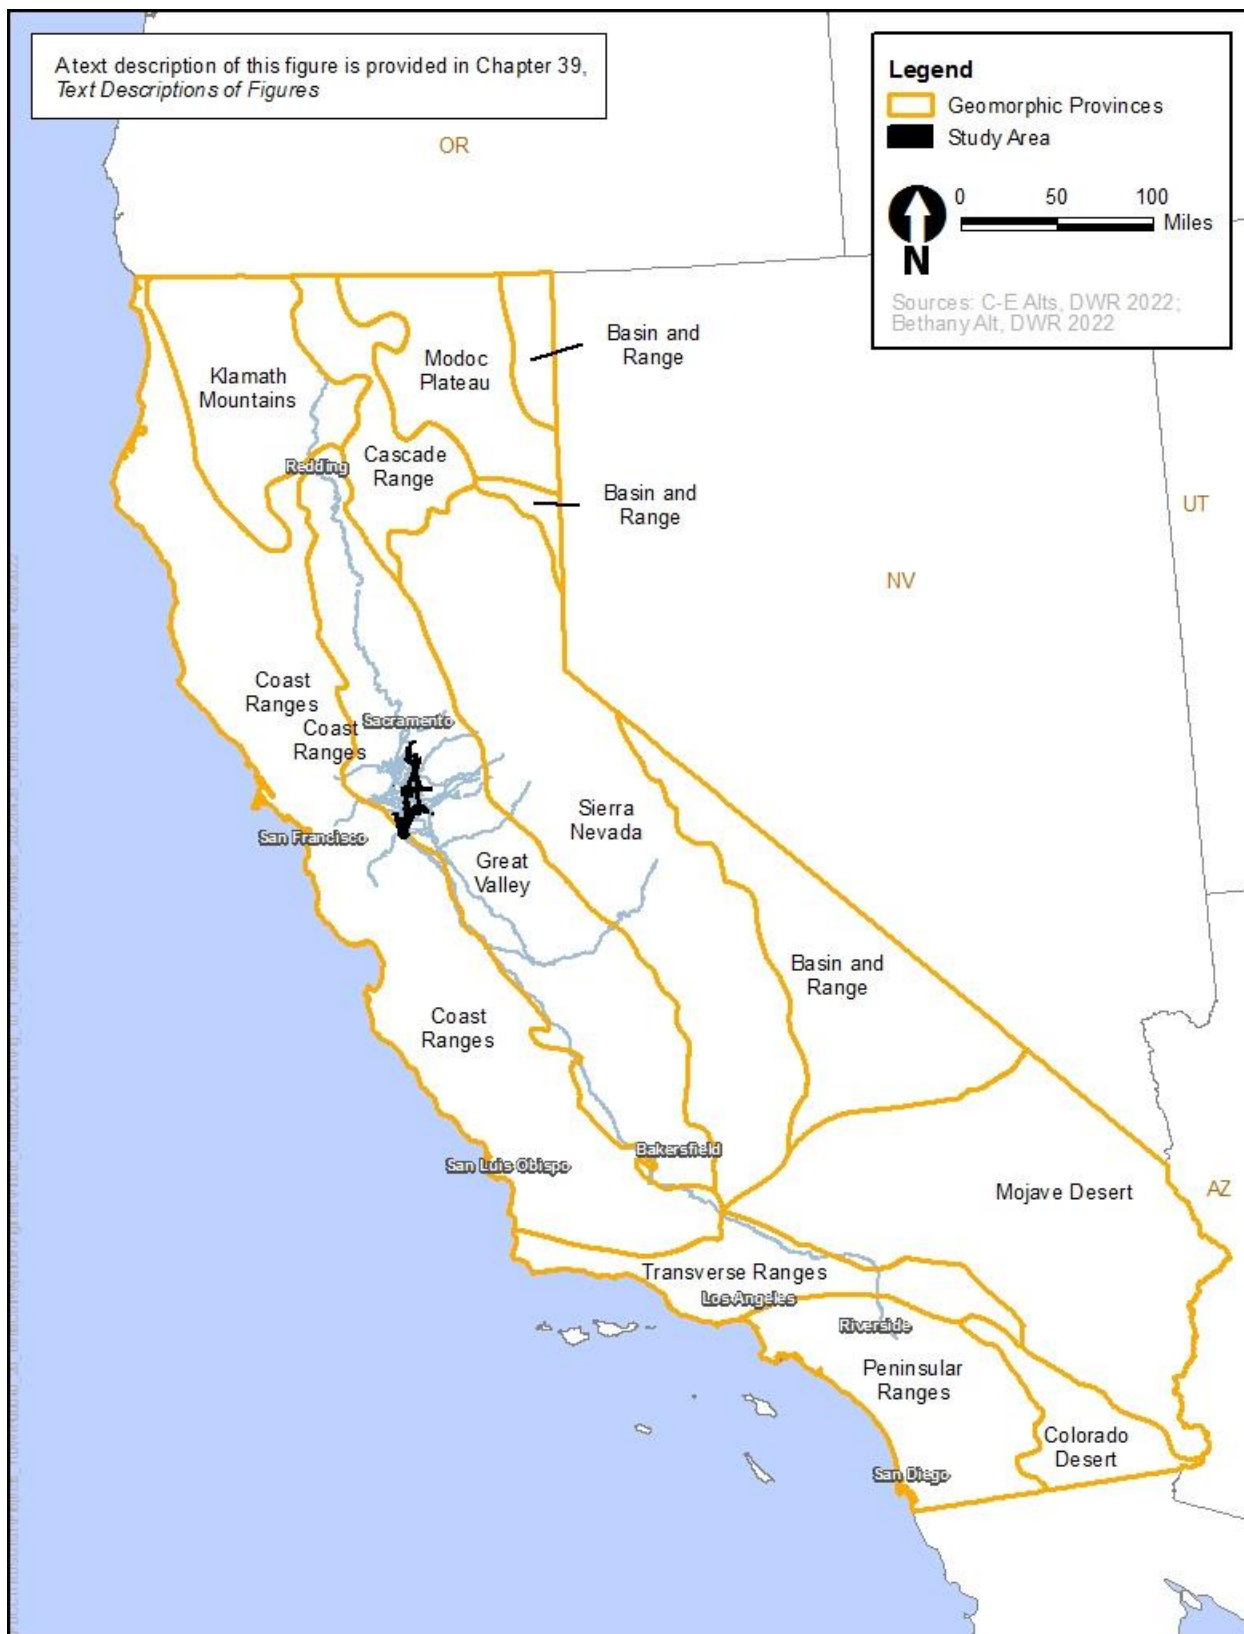 A text description of this figure is provided in Chapter 39,
Text Descriptions of Figures
Legend
Geomorphic Provinces
Study Area
0 50 100
Miles
N
Sources: C-E Alts, DWR 2022;
Bethany Alt, DWR 2022
OR
Basin and
Range
Modoc
Plateau
Klamath
Mountains
Cascade
Range
Redding
Basin and
Range
UT
NV
Coast
Ranges
Coast
Ranges
Sacramento
Sierra
Nevada
San Francisco
Great
Valley
Basin and
Range
Coast
Ranges
Bakersfield
San Luis Obispo
Mojave Desert
AZ
Transverse Ranges
Los Angeles
Riverside
Peninsular
Ranges
Colorado
Desert
San Diego